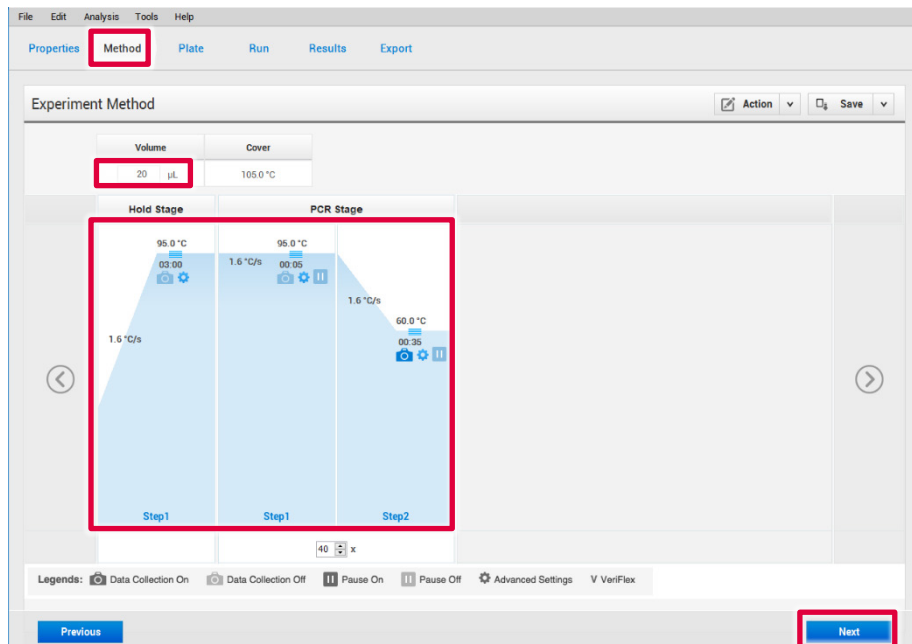 File Edit Analysis Tools Help
Properties Method Plate Run Results Export
Experiment Method
Action Save
Volume Cover
20 µL 105.0 °C
Hold Stage PCR Stage
95.0 °C 95.0 °C
03:00 1.6 °C/s 00:05
1.6 °C/s
60.0 °C
1.6 °C/s 00:35
Step1 Step1 Step2
40 x
Legends: Data Collection On Data Collection Off Pause On Pause Off Advanced Settings V VeriFlex
Previous Next